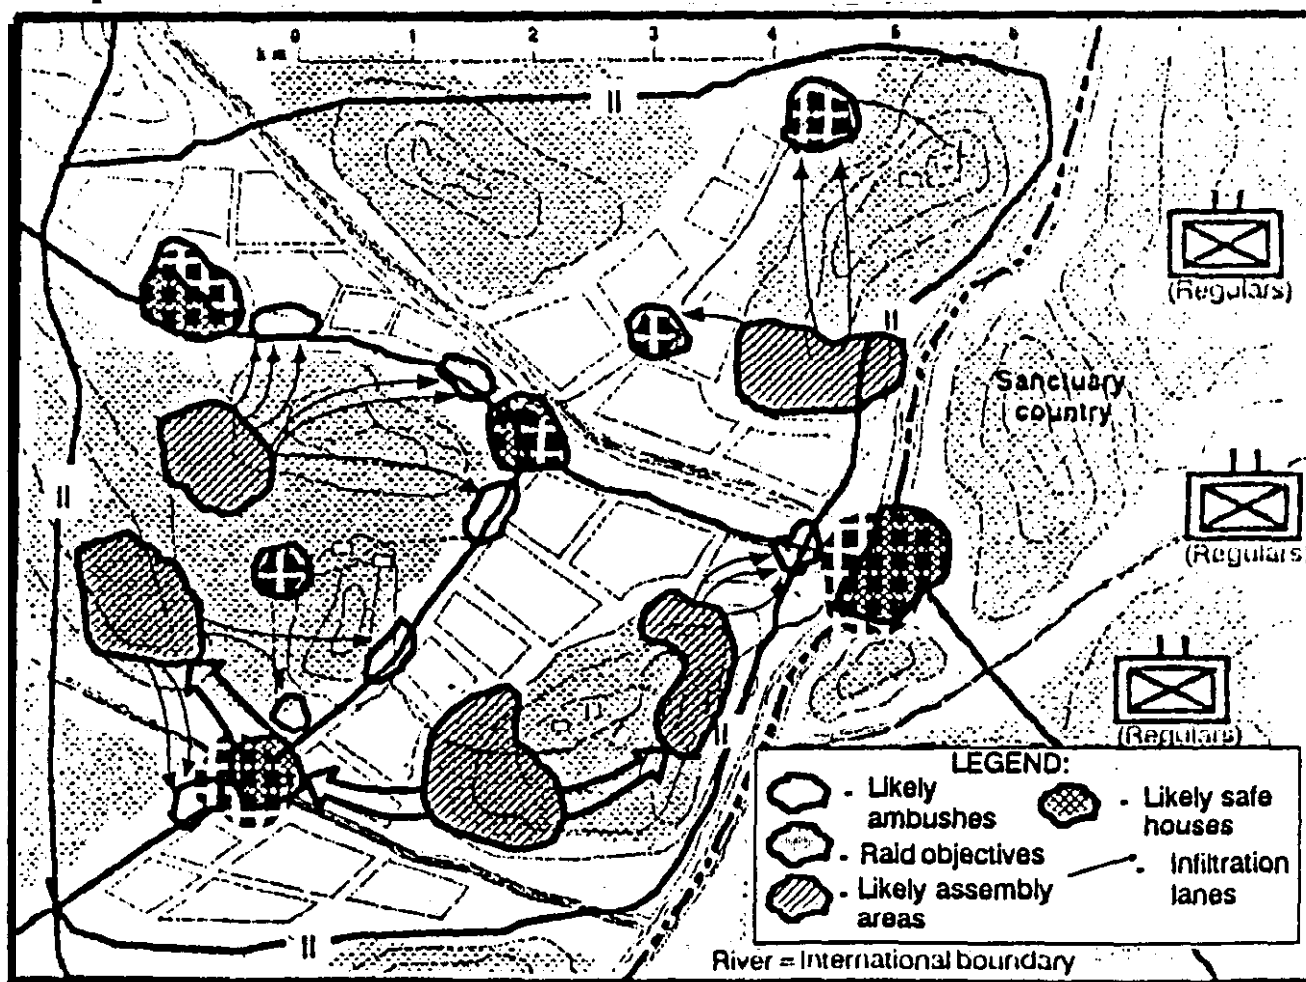 km 0 1 2 3 4 5 6
II
(Regulars)
II
Sanctuary
country
II
(Regulars)
(Regulars)
II
LEGEND:
- Likely
ambushes
- Raid objectives
- Likely assembly
areas
- Likely safe
houses
- Infiltration
lanes
II
River = International boundary